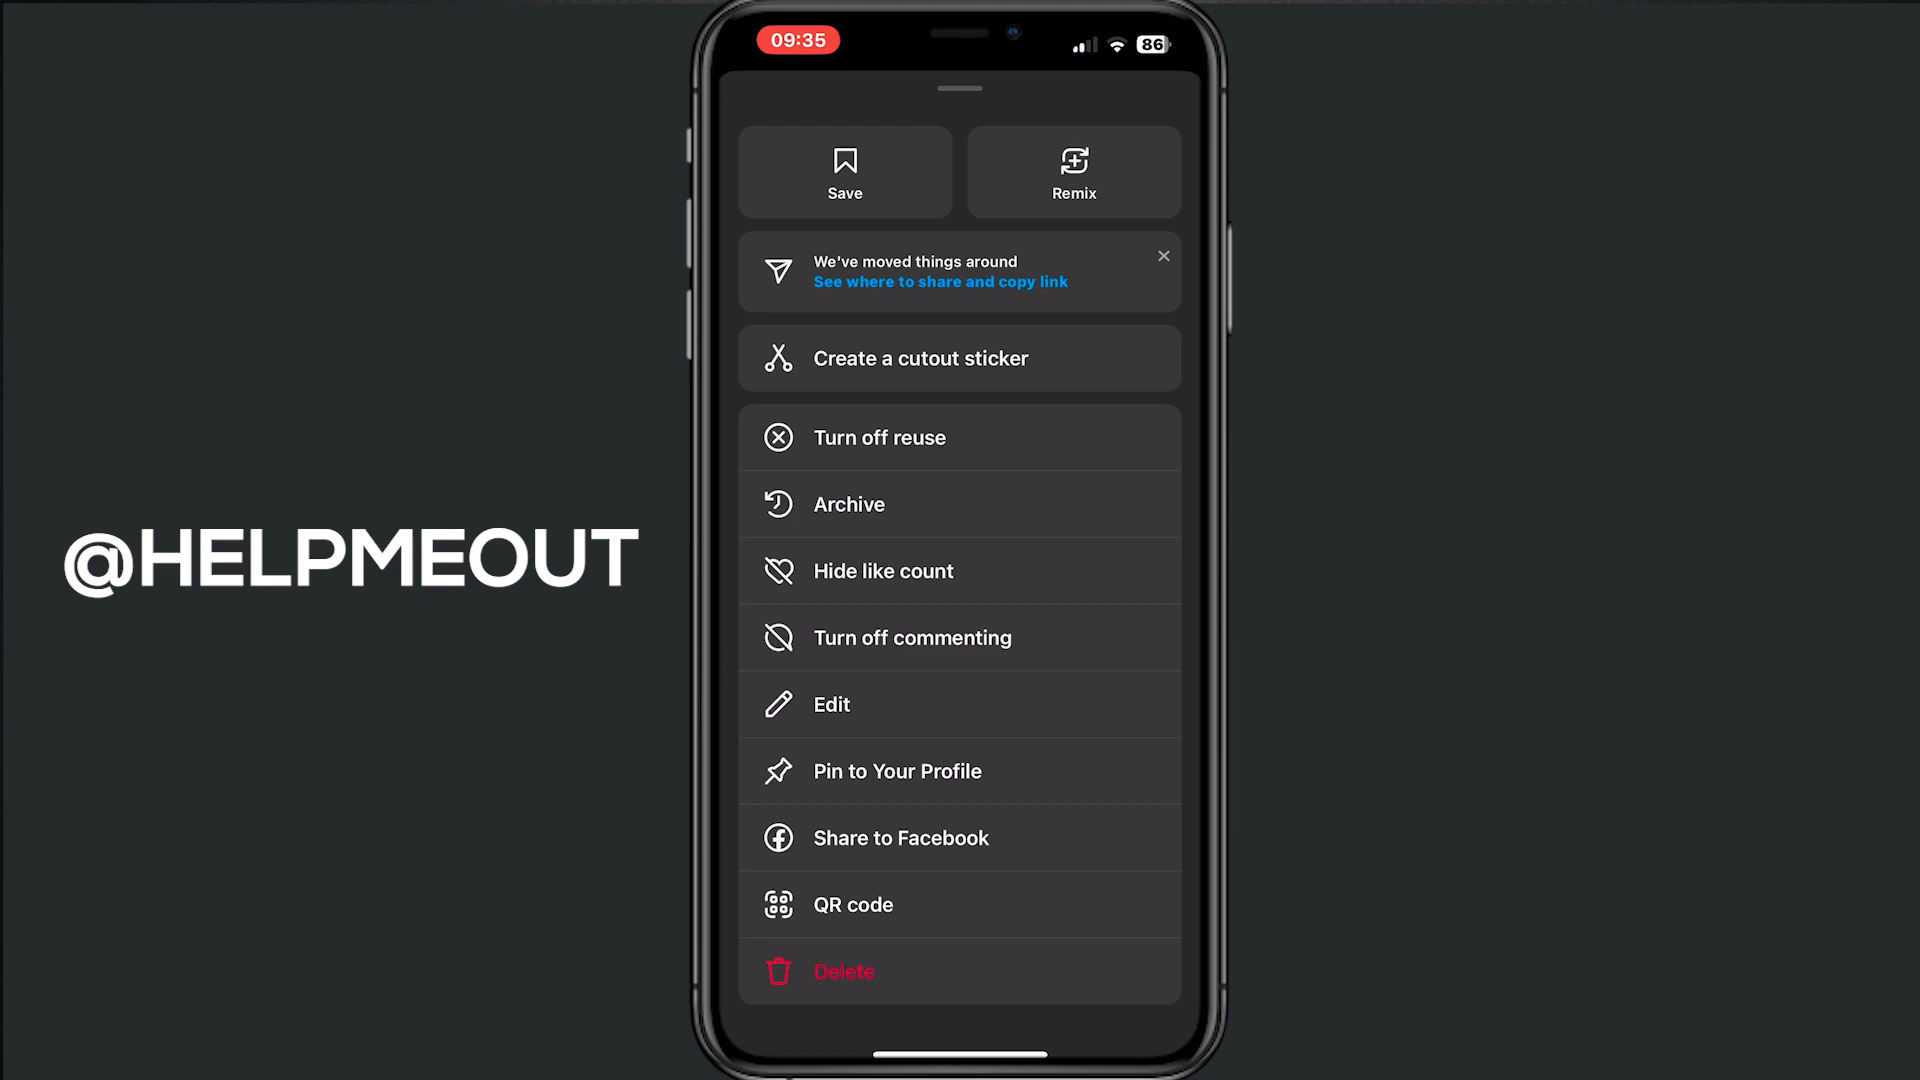 09:35
86
Save
Remix
We've moved things around
See where to share and copy link
Create a cutout sticker
Turn off reuse
Archive
Hide like count
@HELPMEOUT
Turn off commenting
Edit
Pin to Your Profile
Share to Facebook
QR code
Delete